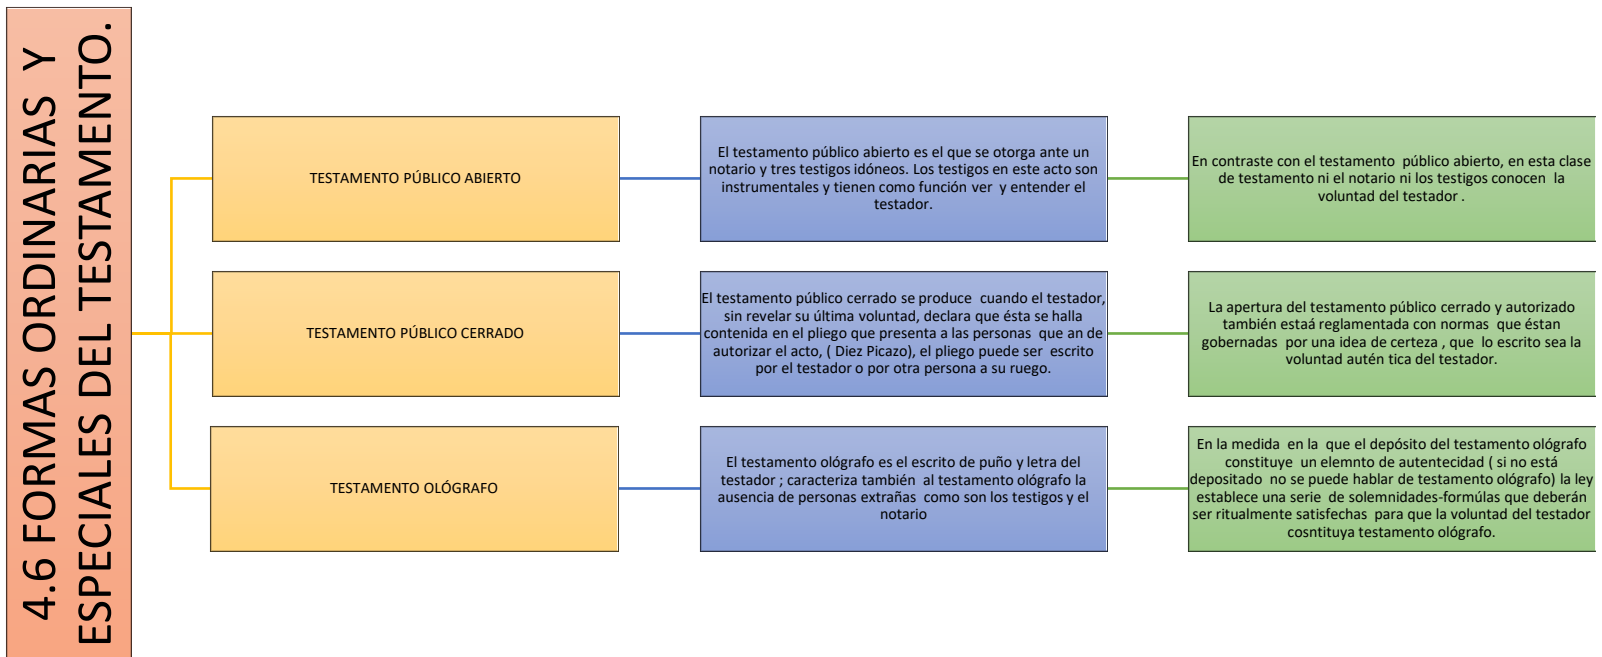 4.6 FORMAS ORDINARIAS Y
ESPECIALES DEL TESTAMENTO.
TESTAMENTO PÚBLICO ABIERTO
El testamento público abierto es el que se otorga ante un
notario y tres testigos idóneos. Los testigos en este acto son
instrumentales y tienen como función ver y entender el
testador.
En contraste con el testamento público abierto, en esta clase
de testamento ni el notario ni los testigos conocen la
voluntad del testador .
TESTAMENTO PÚBLICO CERRADO
El testamento público cerrado se produce cuando el testador,
sin revelar su última voluntad, declara que ésta se halla
contenida en el pliego que presenta a las personas que an de
autorizar el acto, ( Diez Picazo), el pliego puede ser escrito
por el testador o por otra persona a su ruego.
La apertura del testamento público cerrado y autorizado
también estaá reglamentada con normas que éstan
gobernadas por una idea de certeza , que lo escrito sea la
voluntad autén tica del testador.
TESTAMENTO OLÓGRAFO
El testamento ológrafo es el escrito de puño y letra del
testador ; caracteriza también al testamento ológrafo la
ausencia de personas extrañas como son los testigos y el
notario
En la medida en la que el depósito del testamento ológrafo
constituye un elemnto de autentecidad ( si no está
depositado no se puede hablar de testamento ológrafo) la ley
establece una serie de solemnidades-formúlas que deberán
ser ritualmente satisfechas para que la voluntad del testador
cosntituya testamento ológrafo.